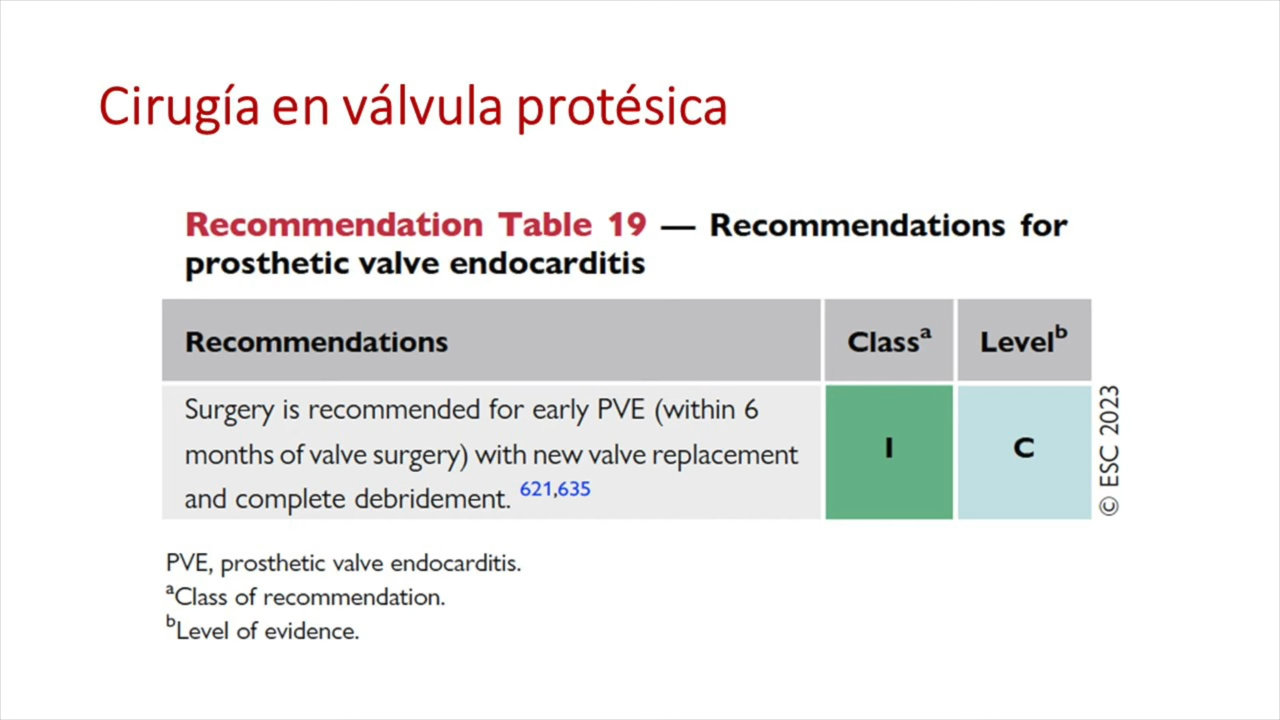 Cirugía en válvula protésica
Recommendation Table 19 — Recommendations for
prosthetic valve endocarditis
Recommendations Classᵃ Levelᵇ
Surgery is recommended for early PVE (within 6
months of valve surgery) with new valve replacement
and complete debridement. 621,635
I C
© ESC 2023
PVE, prosthetic valve endocarditis.
ᵃClass of recommendation.
ᵇLevel of evidence.